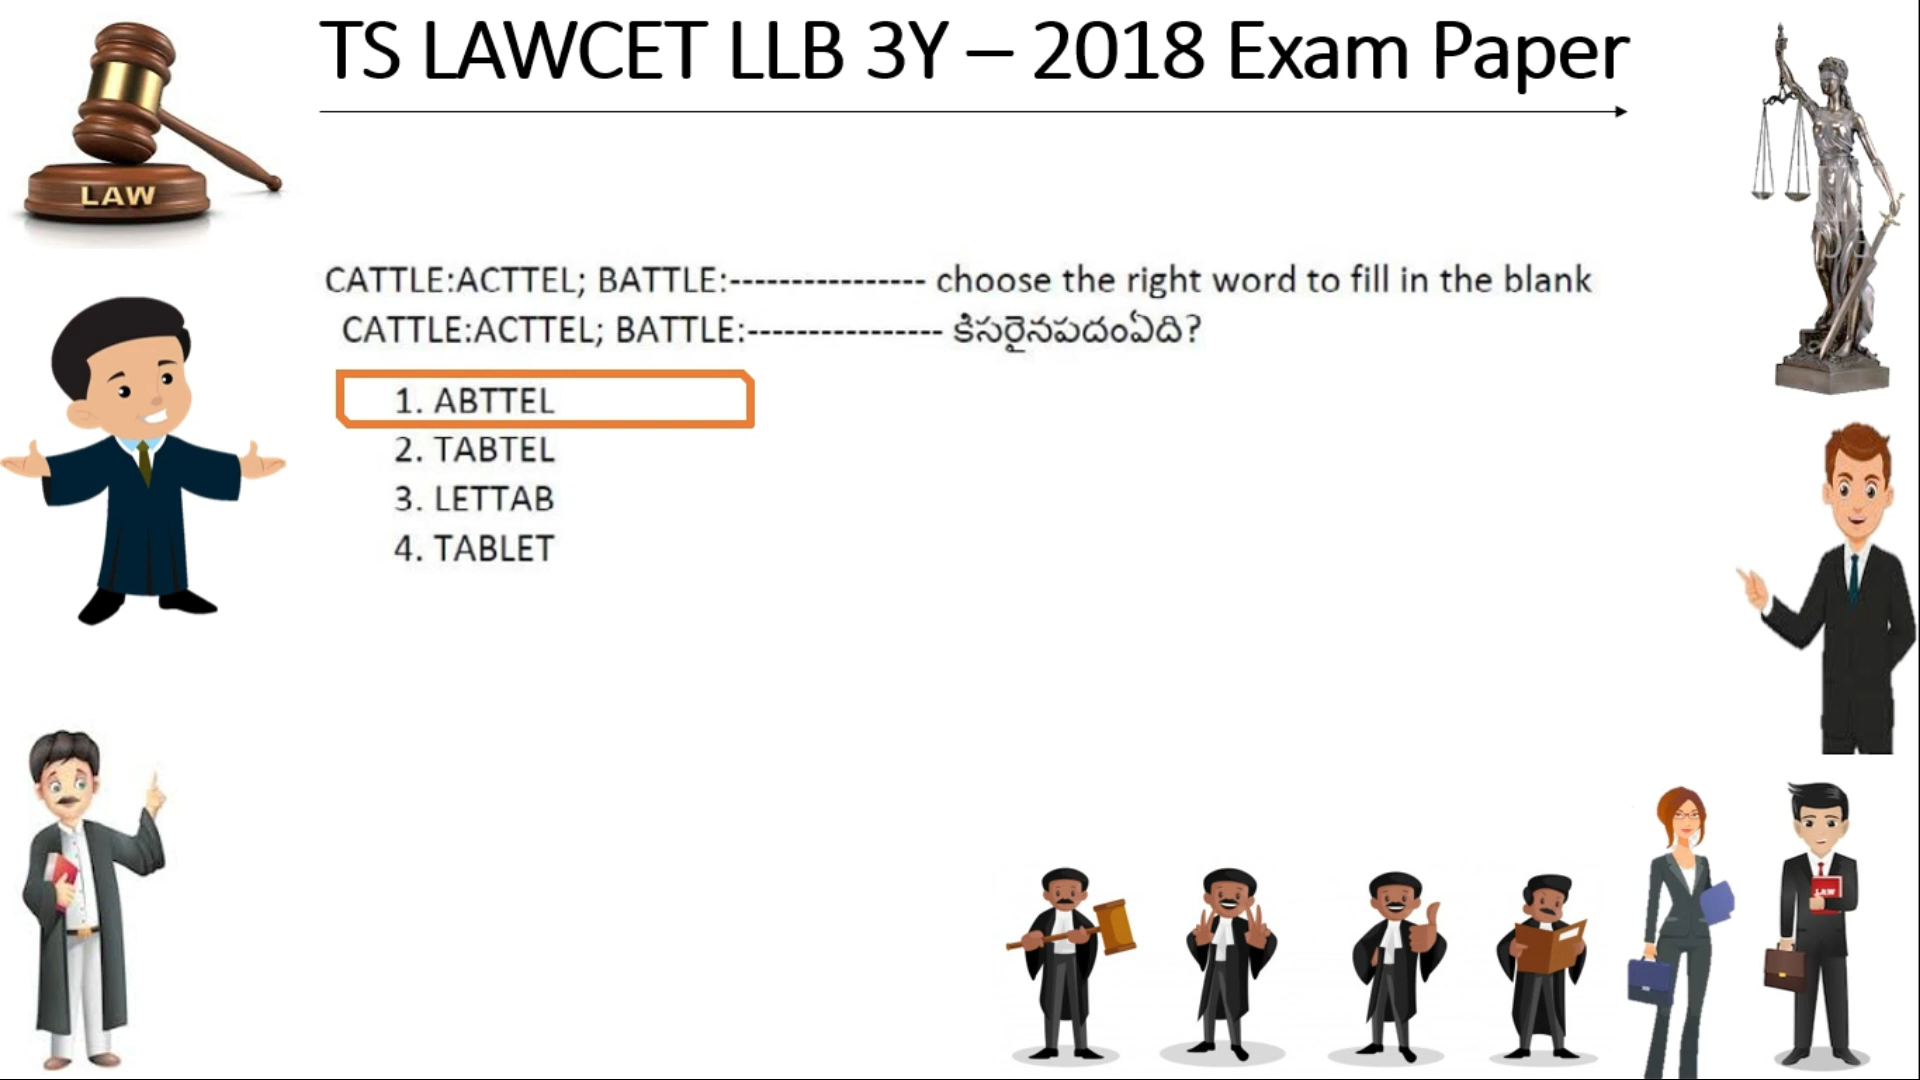 TS LAWCET LLB 3Y – 2018 Exam Paper
LAW
CATTLE:ACTTEL; BATTLE:---------------- choose the right word to fill in the blank
CATTLE:ACTTEL; BATTLE:---------------- కిసరైనపదంఏది?
1. ABTTEL
2. TABTEL
3. LETTAB
4. TABLET
LAW